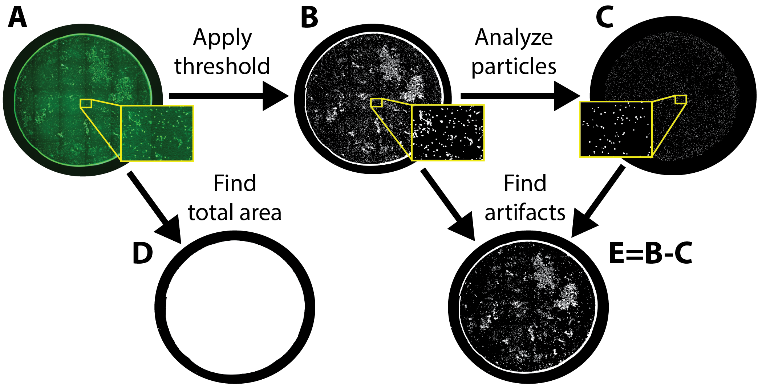 A
Apply
threshold
B
Analyze
particles
C
Find
total area
Find
artifacts
D
E=B-C